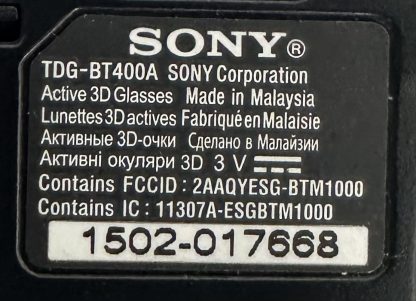 SONY®
TDG-BT400A SONY Corporation
Active 3D Glasses Made in Malaysia
Lunettes 3D actives Fabriqué en Malaisie
Активные 3D-очки Сделано в Малайзии
Активні окуляри 3D 3 V ⎓
Contains FCCID : 2AAQYESG-BTM1000
Contains IC : 11307A-ESGBTM1000
1502-017668